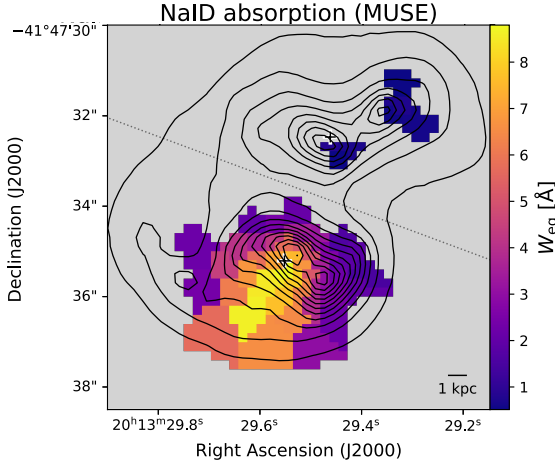 NaID absorption (MUSE)
−41°47'30"
32"
34"
36"
38"
Declination (J2000)
20ʰ13ᵐ29.8ˢ
29.6ˢ
29.4ˢ
29.2ˢ
Right Ascension (J2000)
1 kpc
8
7
6
5
4
3
2
1
W_eq [Å]